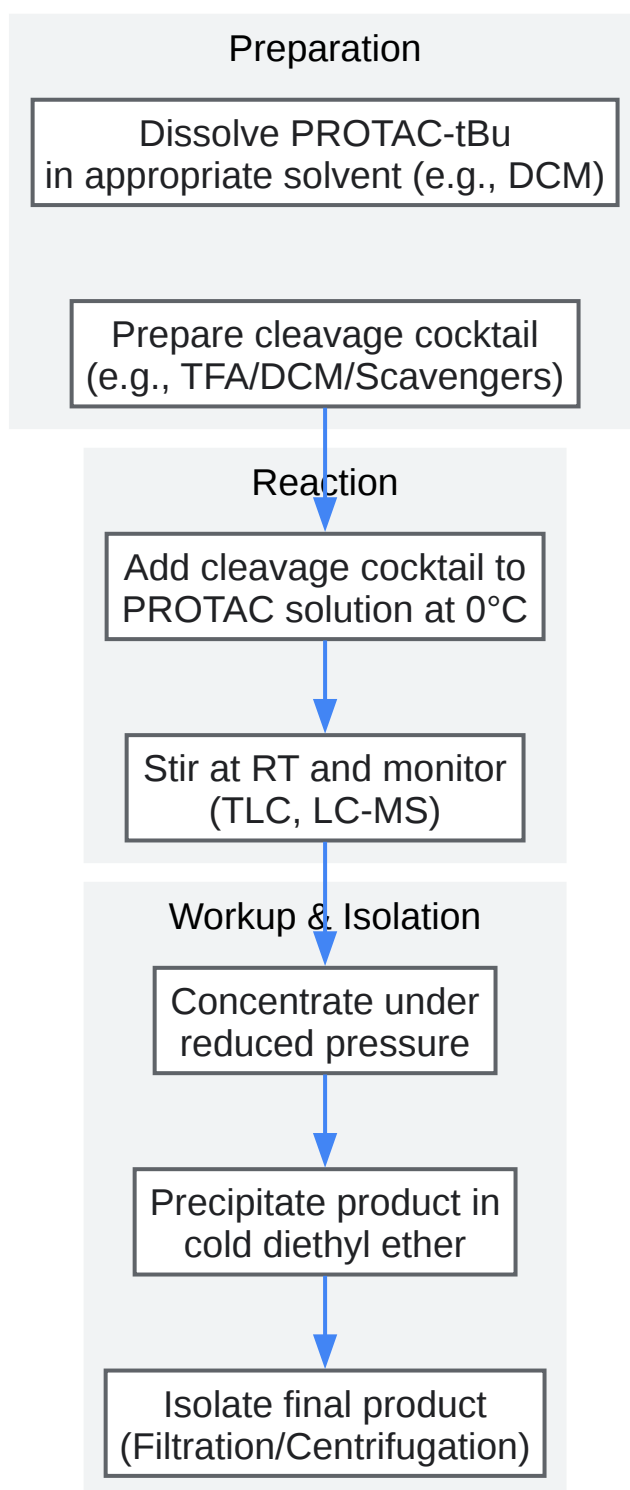 Preparation
Dissolve PROTAC-tBu
in appropriate solvent (e.g., DCM)
Prepare cleavage cocktail
(e.g., TFA/DCM/Scavengers)
Reaction
Add cleavage cocktail to
PROTAC solution at 0°C
Stir at RT and monitor
(TLC, LC-MS)
Workup & Isolation
Concentrate under
reduced pressure
Precipitate product in
cold diethyl ether
Isolate final product
(Filtration/Centrifugation)